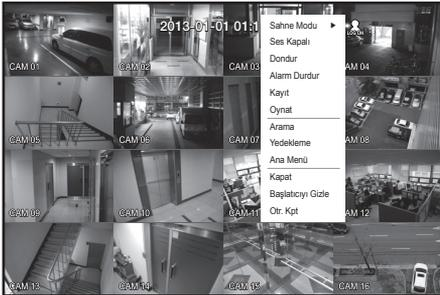 2013-01-01 01:1
Sahne Modu
Ses Kapalı
Dondur
Alarm Durdur
Kayıt
Oynat
Arama
Yedekleme
Ana Menü
Kapat
Başlatıcıyı Gizle
Otr. Kpt
CAM 01
CAM 02
CAM 03
CAM 04
CAM 05
CAM 06
CAM 07
CAM 08
CAM 09
CAM 10
CAM 11
CAM 12
CAM 13
CAM 14
CAM 15
CAM 16